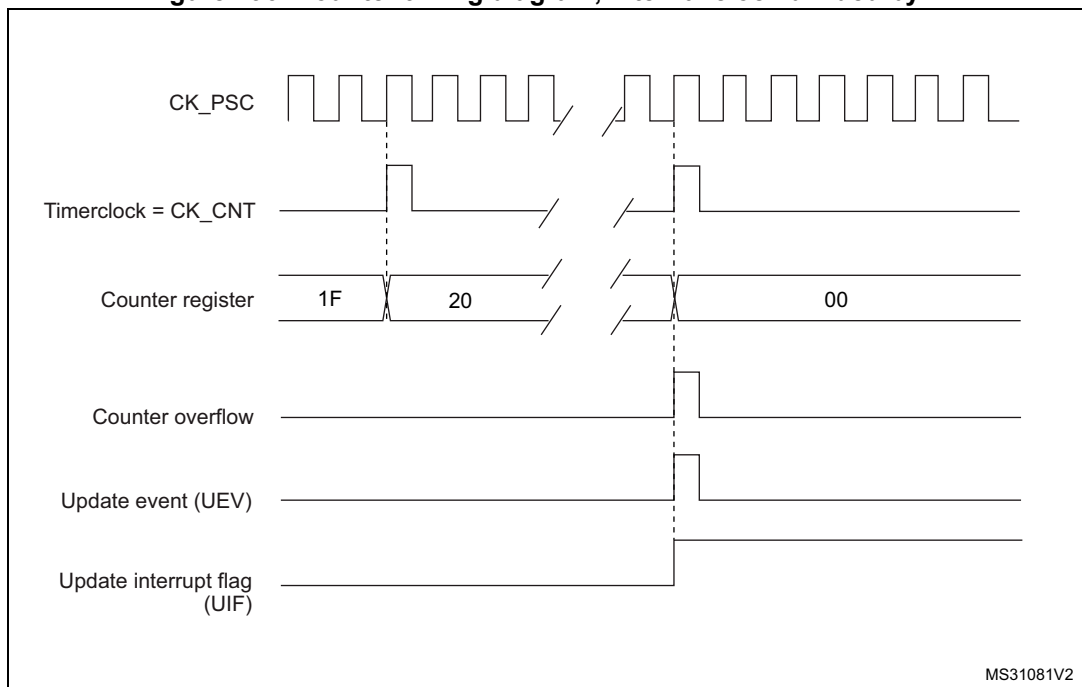 CK_PSC
Timerclock = CK_CNT
Counter register
1F
20
00
Counter overflow
Update event (UEV)
Update interrupt flag
(UIF)
MS31081V2